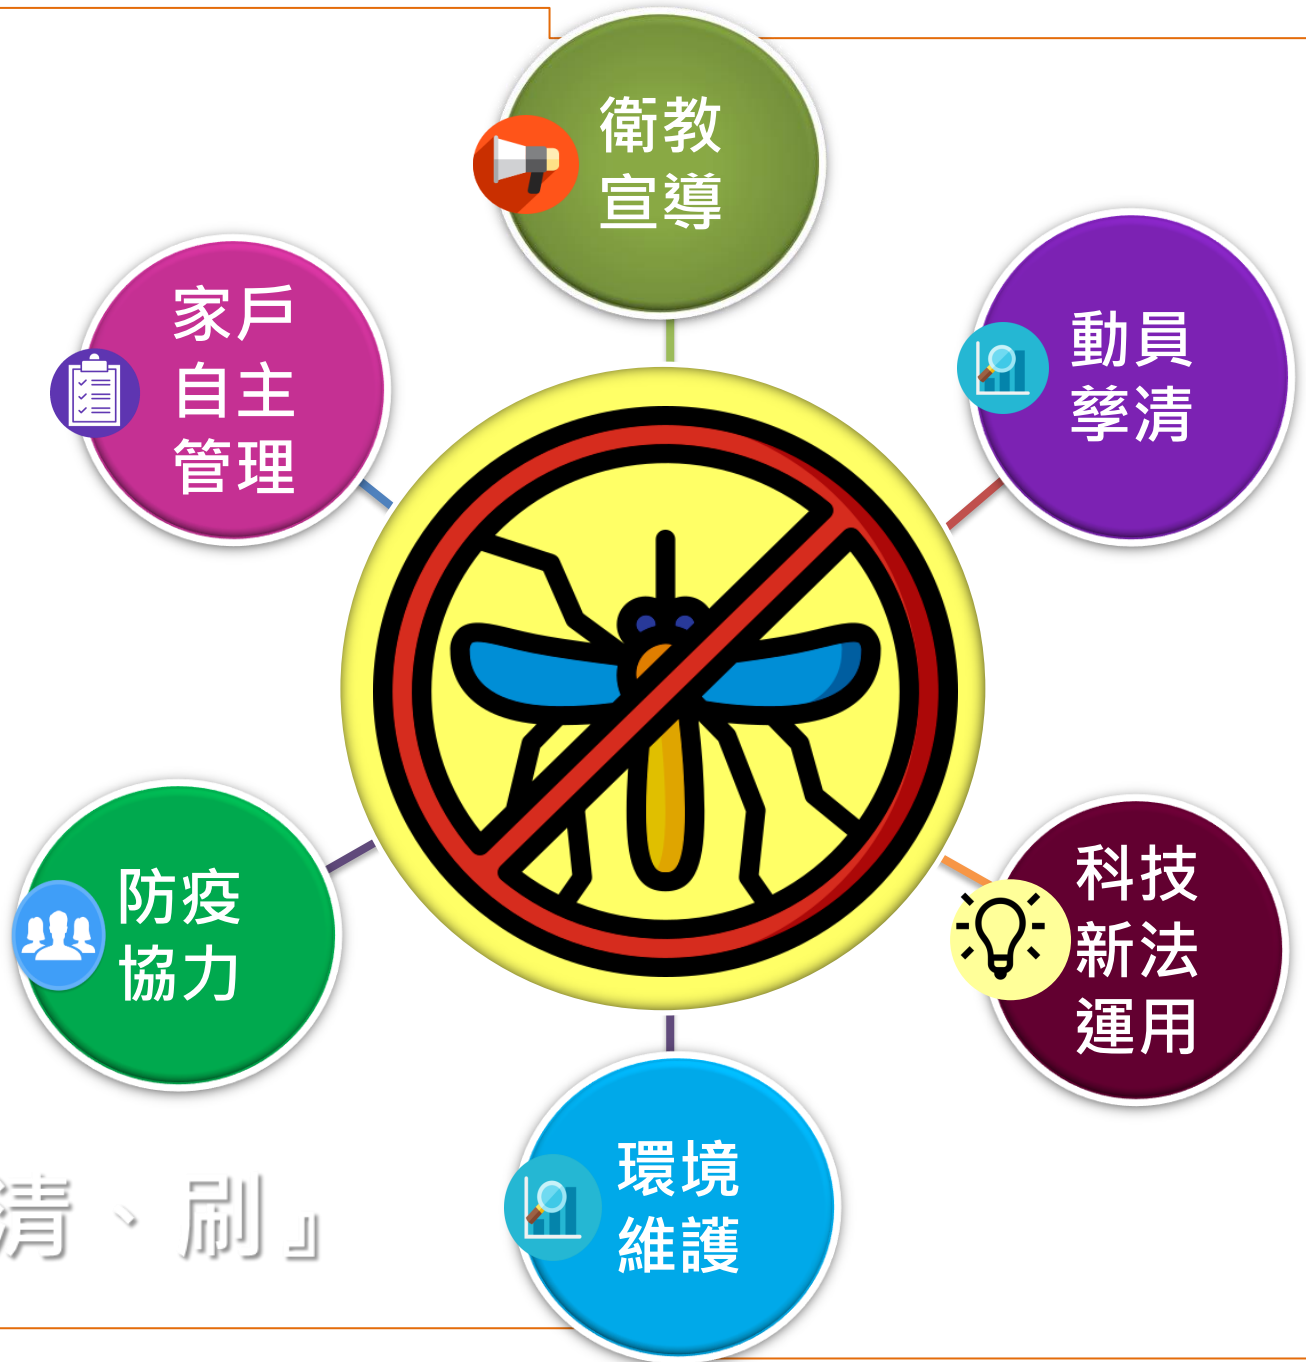 衛教
宣導
動員
孳清
科技
新法
運用
環境
維護
防疫
協力
家戶
自主
管理
清、刷』